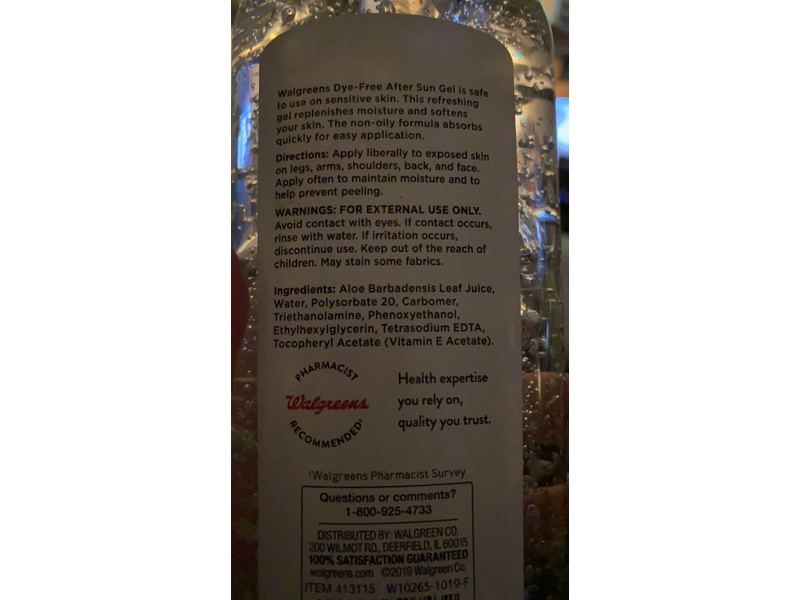 Walgreens Dye-Free After Sun Gel is safe
to use on sensitive skin. This refreshing
gel replenishes moisture and softens
your skin. The non-oily formula absorbs
quickly for easy application.
Directions: Apply liberally to exposed skin
on legs, arms, shoulders, back, and face.
Apply often to maintain moisture and to
help prevent peeling.
WARNINGS: FOR EXTERNAL USE ONLY.
Avoid contact with eyes. If contact occurs,
rinse with water. If irritation occurs,
discontinue use. Keep out of the reach of
children. May stain some fabrics.
Ingredients: Aloe Barbadensis Leaf Juice,
Water, Polysorbate 20, Carbomer,
Triethanolamine, Phenoxyethanol,
Ethylhexylglycerin, Tetrasodium EDTA,
Tocopheryl Acetate (Vitamin E Acetate).
PHARMACIST
Walgreens
RECOMMENDED†
Health expertise
you rely on,
quality you trust.
†Walgreens Pharmacist Survey
Questions or comments?
1-800-925-4733
DISTRIBUTED BY: WALGREEN CO.
200 WILMOT RD., DEERFIELD, IL 60015
100% SATISFACTION GUARANTEED
walgreens.com ©2019 Walgreen Co.
ITEM 413115 W10265-1019-F